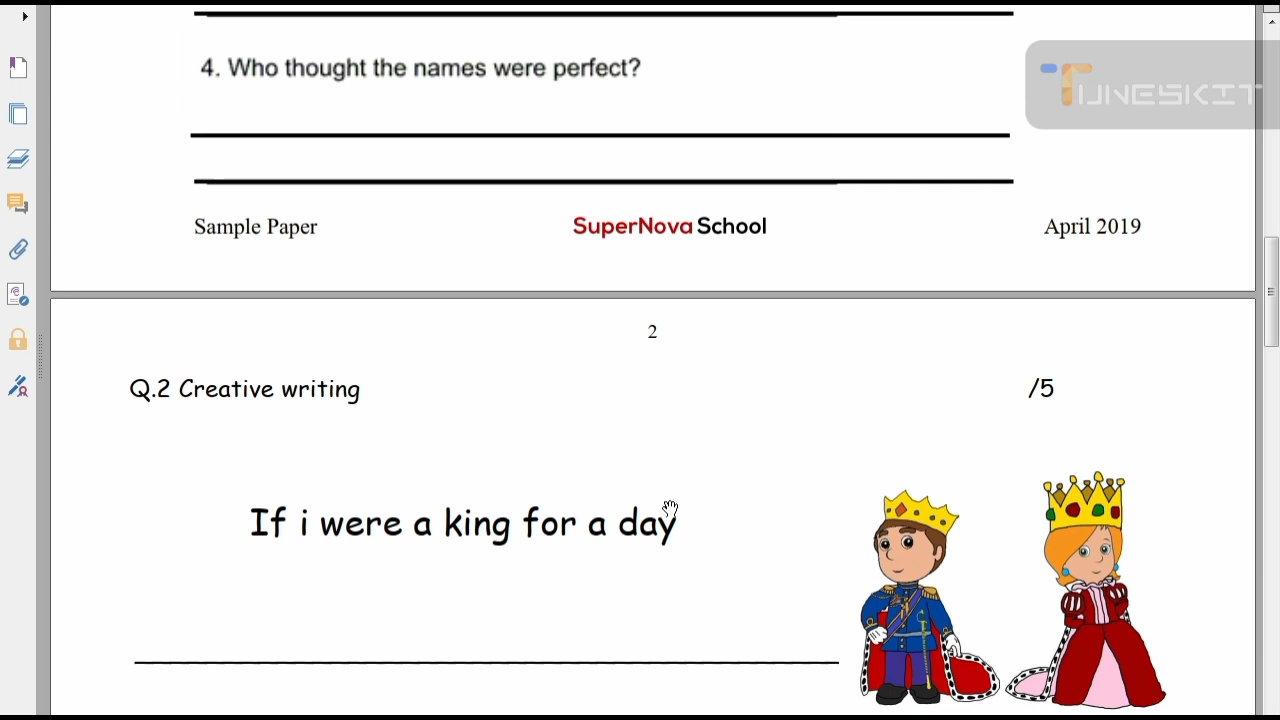 4. Who thought the names were perfect?
TUNESKIT
Sample Paper SuperNova School April 2019
2
Q.2 Creative writing /5
If i were a king for a day